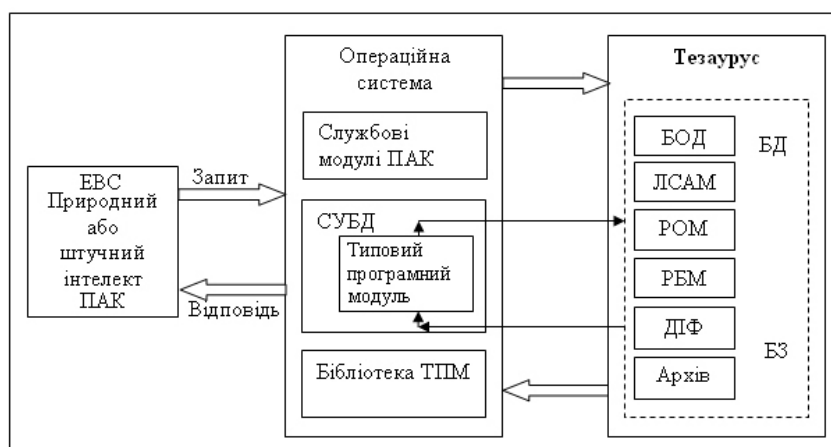 ЕВС
Природний
або
штучний
інтелект
ПАК
Запит
Відповідь
Операційна
система
Службові
модулі ПАК
СУБД
Типовий
програмний
модуль
Бібліотека ТПМ
Тезаурус
БОД
БД
ЛСАМ
РОМ
РБМ
ДІФ
БЗ
Архів